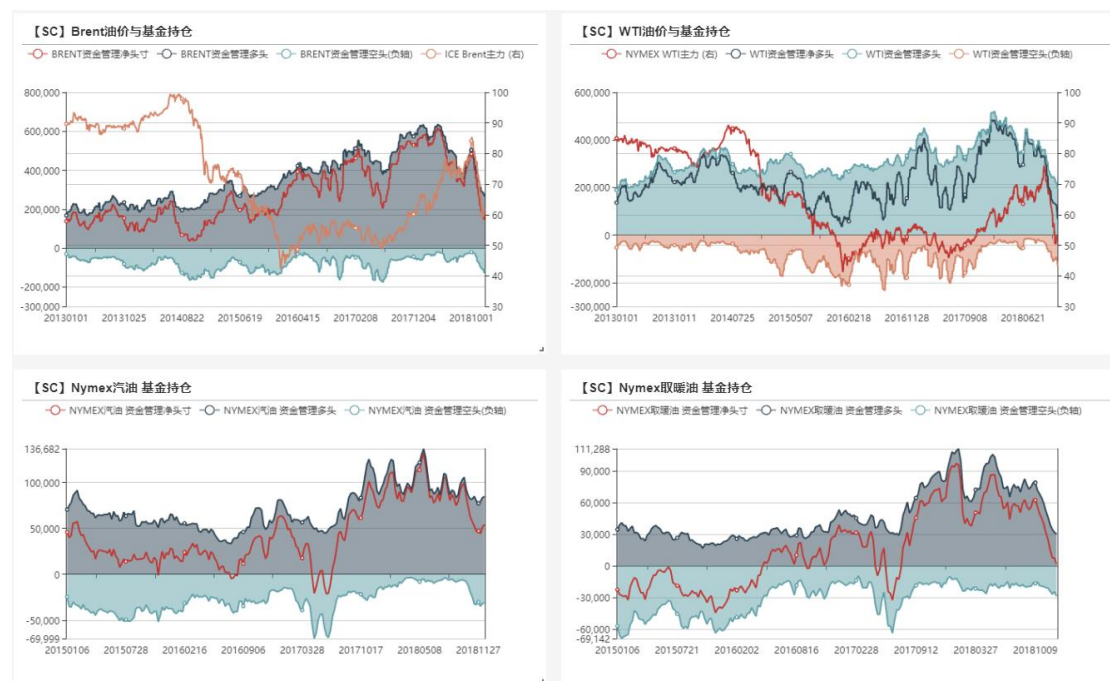 【SC】Brent油价与基金持仓
BRENT资金管理净头寸 BRENT资金管理多头 BRENT资金管理空头(负轴) ICE Brent主力 (右)
800,000 100
90
600,000 80
400,000 70
200,000 60
0 50
-200,000 40
-300,000 30
20130101 20131025 20140822 20150619 20160415 20170208 20171204 20181001
【SC】WTI油价与基金持仓
NYMEX WTI主力 (右) WTI资金管理净多头 WTI资金管理多头 WTI资金管理空头(负轴)
600,000 100
90
400,000 80
70
200,000 60
0 50
-200,000 40
-300,000 30
20130101 20131011 20140725 20150507 20160218 20161128 20170908 20180621
【SC】Nymex汽油 基金持仓
NYMEX汽油 资金管理净头寸 NYMEX汽油 资金管理多头 NYMEX汽油 资金管理空头(负轴)
136,682
100,000
50,000
0
-50,000
-69,999
20150106 20150728 20160216 20160906 20170328 20171017 20180508 20181127
【SC】Nymex取暖油 基金持仓
NYMEX取暖油 资金管理净头寸 NYMEX取暖油 资金管理多头 NYMEX取暖油 资金管理空头(负轴)
111,288
90,000
60,000
30,000
0
-30,000
-60,000
-69,142
20150106 20150721 20160202 20160816 20170228 20170912 20180327 20181009